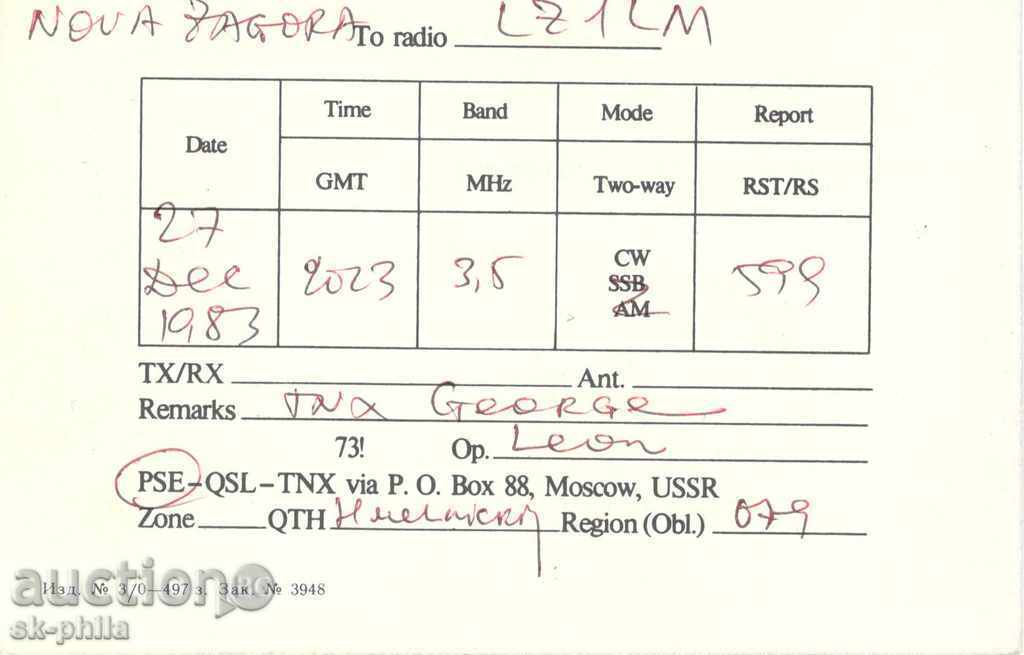 NOVA ZAGORA To radio LZ1LM
Date Time Band Mode Report
GMT MHz Two-way RST/RS
27 Dec 1983 2023 3,5 CW SSB AM 599
TX/RX Ant.
Remarks TNX GEORGE
73! Op. Leon
PSE–QSL–TNX via P. O. Box 88, Moscow, USSR
Zone QTH Region (Obl.) 079
Изд. № 3/0—497 з. Зак. № 3948
auction BG
sk-phila